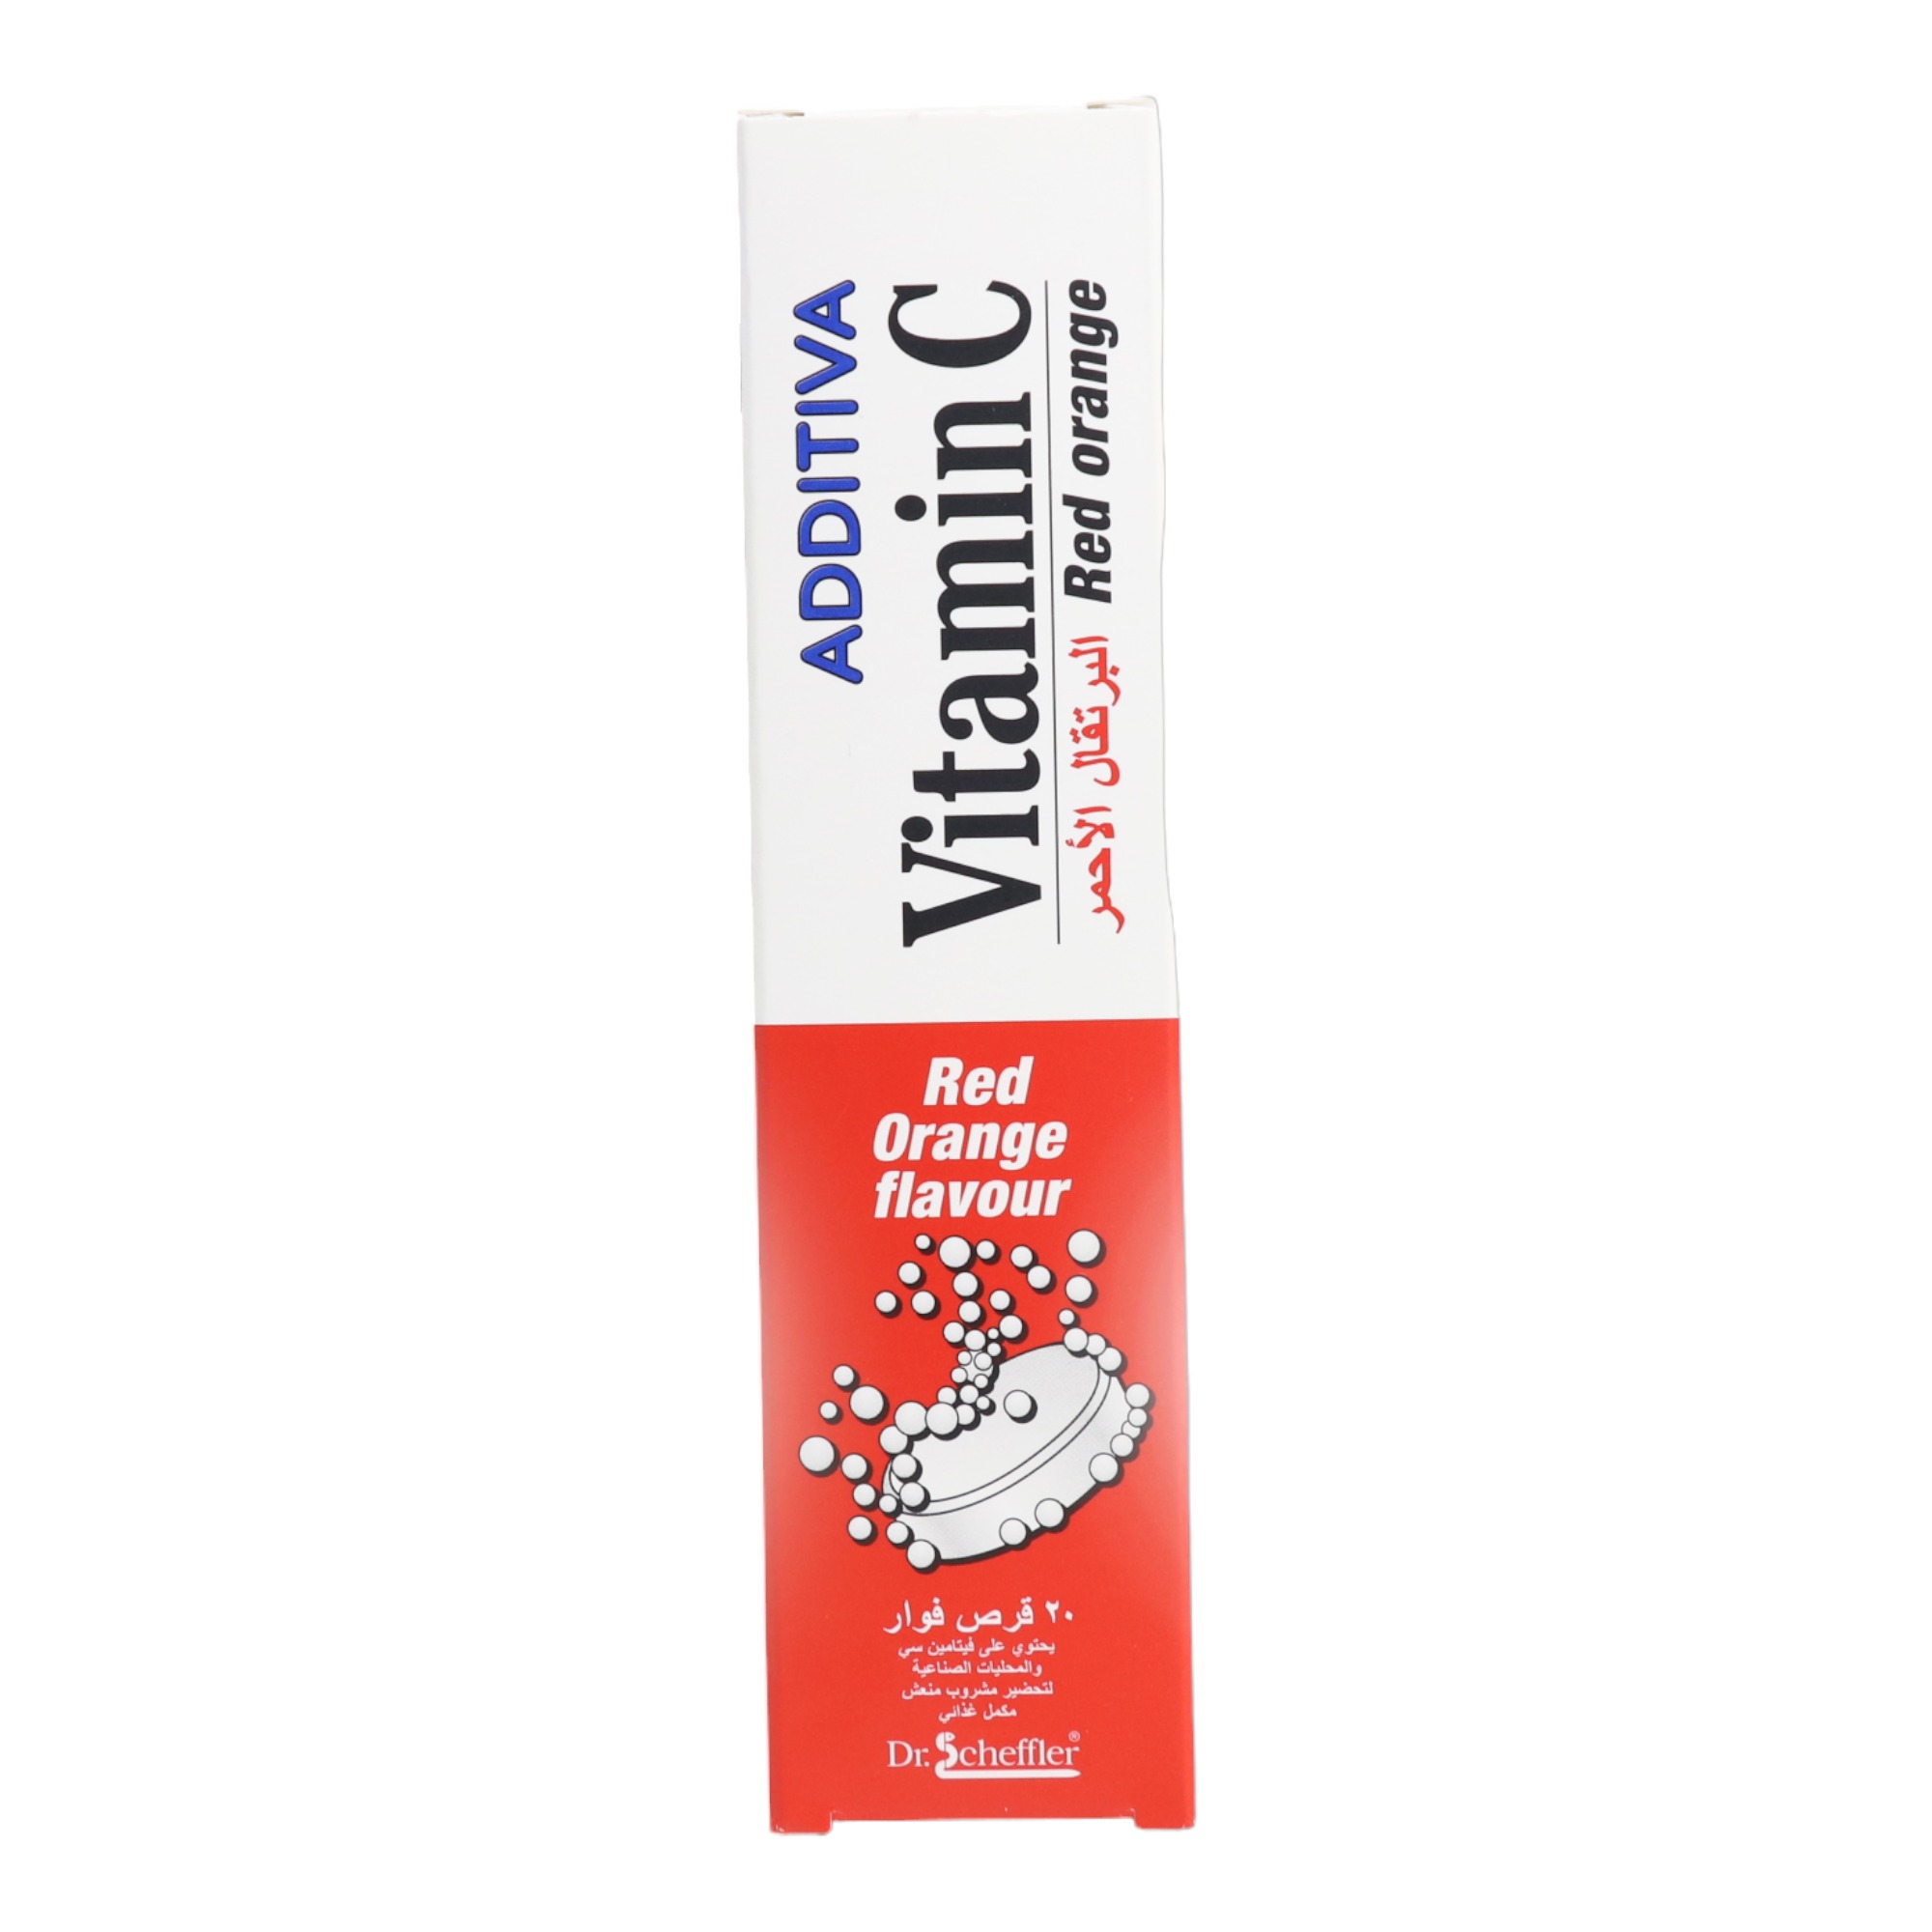 ADDITIVA
Vitamin C
البرتقال الأحمر Red orange
Red
Orange
flavour
٢٠ قرص فوار
يحتوي على فيتامين سي
والمحليات الصناعية
لتحضير مشروب منعش
مكمل غذائي
Dr. Scheffler®